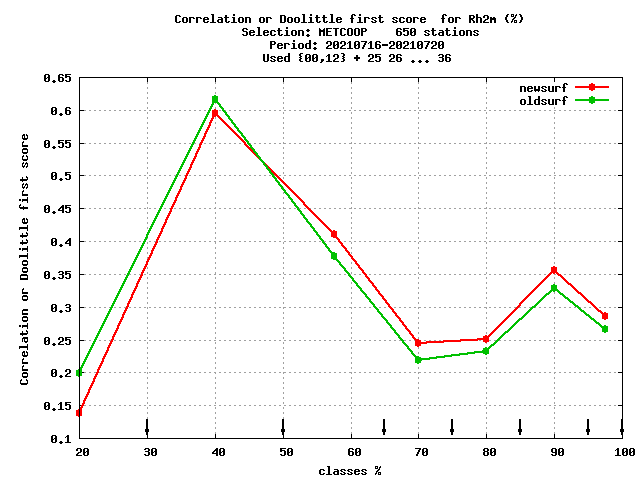 Correlation or Doolittle first score  for Rh2m (%)
Selection: METCOOP    650 stations
Period: 20210716-20210720
Used {00,12} + 25 26 ... 36
newsurf
oldsurf
Correlation or Doolittle first score
0.65
0.6
0.55
0.5
0.45
0.4
0.35
0.3
0.25
0.2
0.15
0.1
20 30 40 50 60 70 80 90 100
classes %